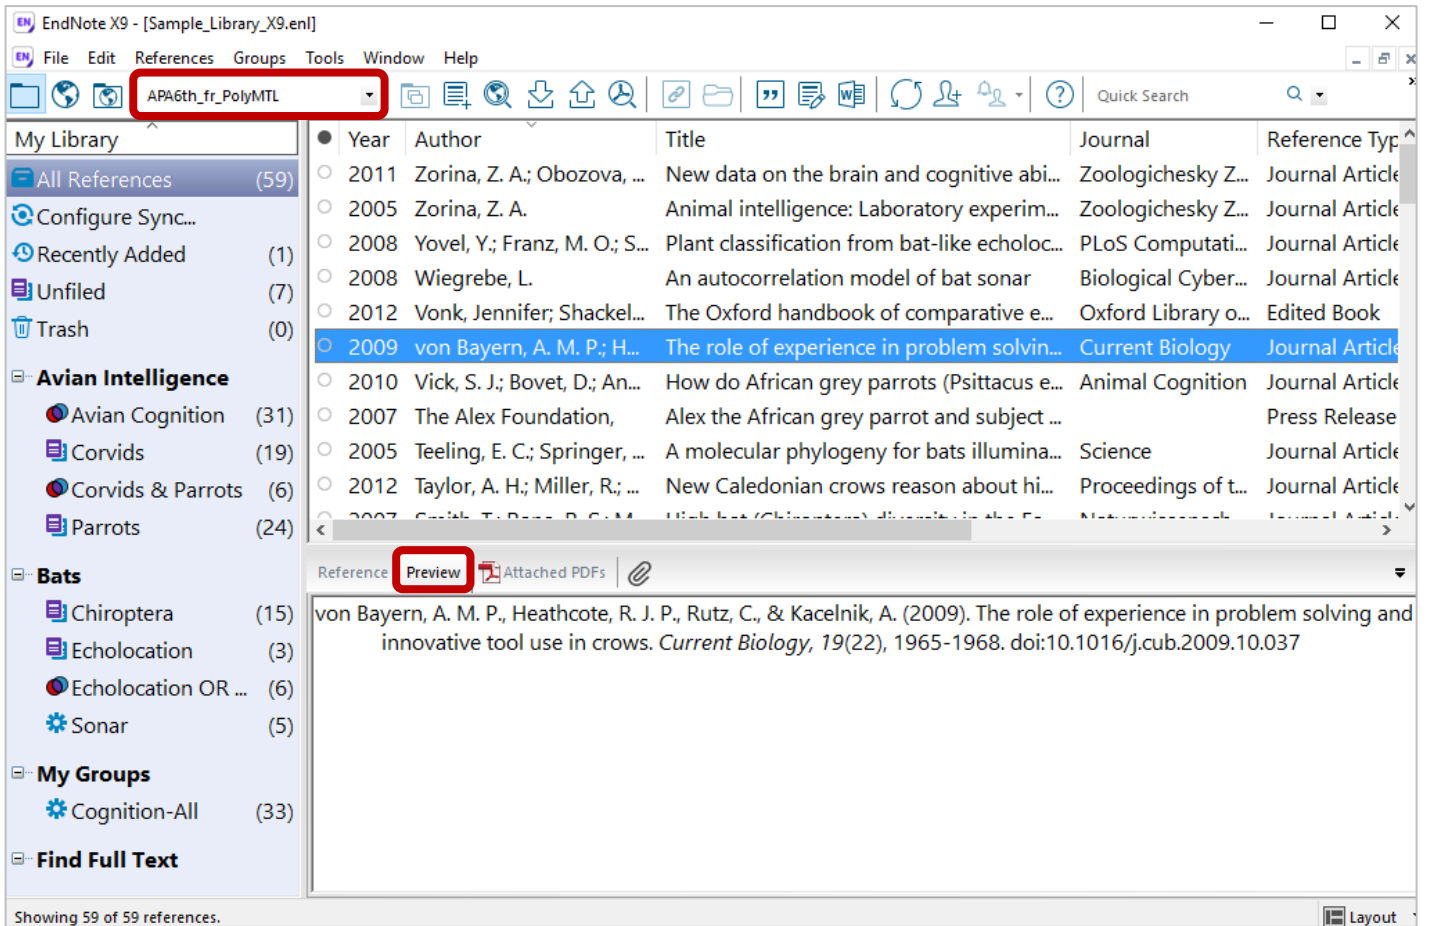 EN EndNote X9 - [Sample_Library_X9.enl]
EN File Edit References Groups Tools Window Help
APA6th_fr_PolyMTL Quick Search
My Library
All References (59)
Configure Sync...
Recently Added (1)
Unfiled (7)
Trash (0)
Avian Intelligence
Avian Cognition (31)
Corvids (19)
Corvids & Parrots (6)
Parrots (24)
Bats
Chiroptera (15)
Echolocation (3)
Echolocation OR ... (6)
Sonar (5)
My Groups
Cognition-All (33)
Find Full Text
Year Author Title Journal Reference Typ
2011 Zorina, Z. A.; Obozova, ... New data on the brain and cognitive abi... Zoologichesky Z... Journal Article
2005 Zorina, Z. A. Animal intelligence: Laboratory experim... Zoologichesky Z... Journal Article
2008 Yovel, Y.; Franz, M. O.; S... Plant classification from bat-like echoloc... PLoS Computati... Journal Article
2008 Wiegrebe, L. An autocorrelation model of bat sonar Biological Cyber... Journal Article
2012 Vonk, Jennifer; Shackel... The Oxford handbook of comparative e... Oxford Library o... Edited Book
2009 von Bayern, A. M. P.; H... The role of experience in problem solvin... Current Biology Journal Article
2010 Vick, S. J.; Bovet, D.; An... How do African grey parrots (Psittacus e... Animal Cognition Journal Article
2007 The Alex Foundation, Alex the African grey parrot and subject ... Press Release
2005 Teeling, E. C.; Springer, ... A molecular phylogeny for bats illumina... Science Journal Article
2012 Taylor, A. H.; Miller, R.; ... New Caledonian crows reason about hi... Proceedings of t... Journal Article
Reference Preview Attached PDFs
von Bayern, A. M. P., Heathcote, R. J. P., Rutz, C., & Kacelnik, A. (2009). The role of experience in problem solving and
innovative tool use in crows. Current Biology, 19(22), 1965-1968. doi:10.1016/j.cub.2009.10.037
Showing 59 of 59 references.
Layout